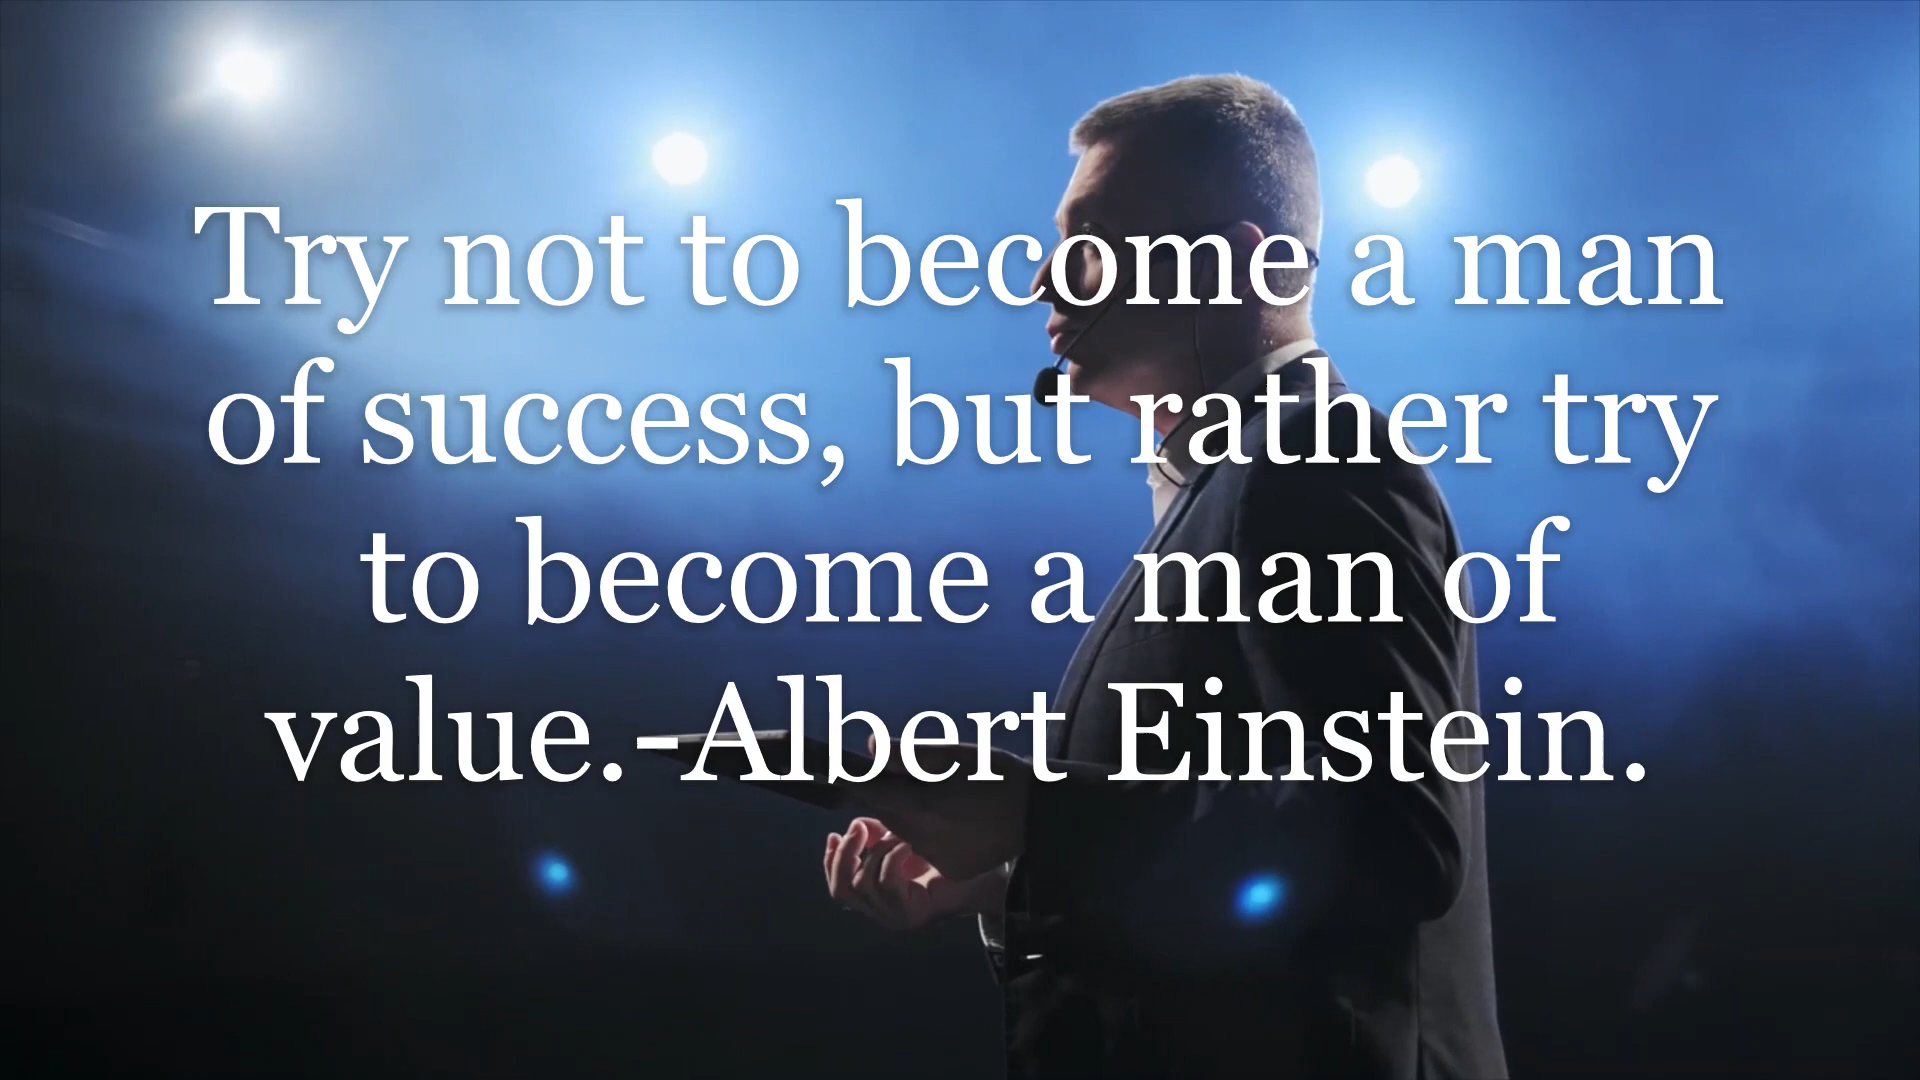 Try not to become a man
of success, but rather try
to become a man of
value.-Albert Einstein.